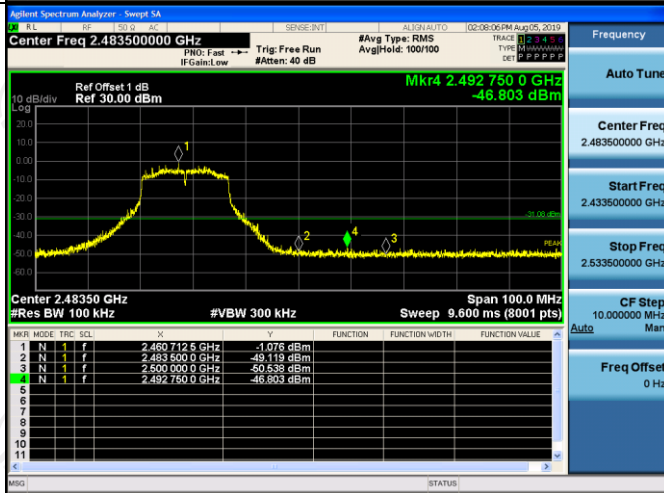 Agilent Spectrum Analyzer - Swept SA
RL RF 50 Ω AC SENSE:INT ALIGN AUTO 02:08:06 PM Aug 05, 2019
Center Freq 2.483500000 GHz #Avg Type: RMS TRACE 1 2 3 4 5 6
PNO: Fast Trig: Free Run Avg|Hold: 100/100 TYPE M
IFGain:Low #Atten: 40 dB DET P P P P P P
Mkr4 2.492 750 0 GHz
-46.803 dBm
Ref Offset 1 dB
10 dB/div Ref 30.00 dBm
Log
20.0
10.0
0.00
-10.0
-20.0
-30.0
-40.0
-50.0
-60.0
1
2
4
3
-31.08 dBm
PEAK
Center 2.48350 GHz Span 100.0 MHz
#Res BW 100 kHz #VBW 300 kHz Sweep 9.600 ms (8001 pts)
MKR MODE TRC SCL X Y FUNCTION FUNCTION WIDTH FUNCTION VALUE
1 N 1 f 2.460 712 5 GHz -1.076 dBm
2 N 1 f 2.483 500 0 GHz -49.119 dBm
3 N 1 f 2.500 000 0 GHz -50.538 dBm
4 N 1 f 2.492 750 0 GHz -46.803 dBm
5
6
7
8
9
10
11
MSG STATUS
Frequency
Auto Tune
Center Freq
2.483500000 GHz
Start Freq
2.433500000 GHz
Stop Freq
2.533500000 GHz
CF Step
10.000000 MHz
Auto Man
Freq Offset
0 Hz